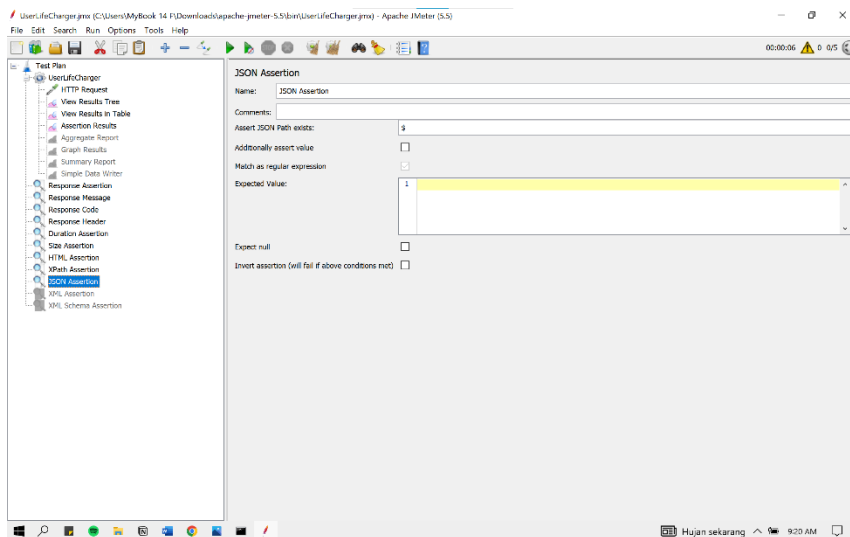 UserLifeCharger.jmx (C:\Users\MyBook 14 F\Downloads\apache-jmeter-5.5\bin\UserLifeCharger.jmx) - Apache JMeter (5.5)
File Edit Search Run Options Tools Help
00:00:06 0 0/5
Test Plan
UserLifeCharger
HTTP Request
View Results Tree
View Results in Table
Assertion Results
Aggregate Report
Graph Results
Summary Report
Simple Data Writer
Response Assertion
Response Message
Response Code
Response Header
Duration Assertion
Size Assertion
HTML Assertion
XPath Assertion
JSON Assertion
XML Assertion
XML Schema Assertion
JSON Assertion
Name: JSON Assertion
Comments:
Assert JSON Path exists: $
Additionally assert value
Match as regular expression
Expected Value: 1
Expect null
Invert assertion (will fail if above conditions met)
Hujan sekarang 9:20 AM